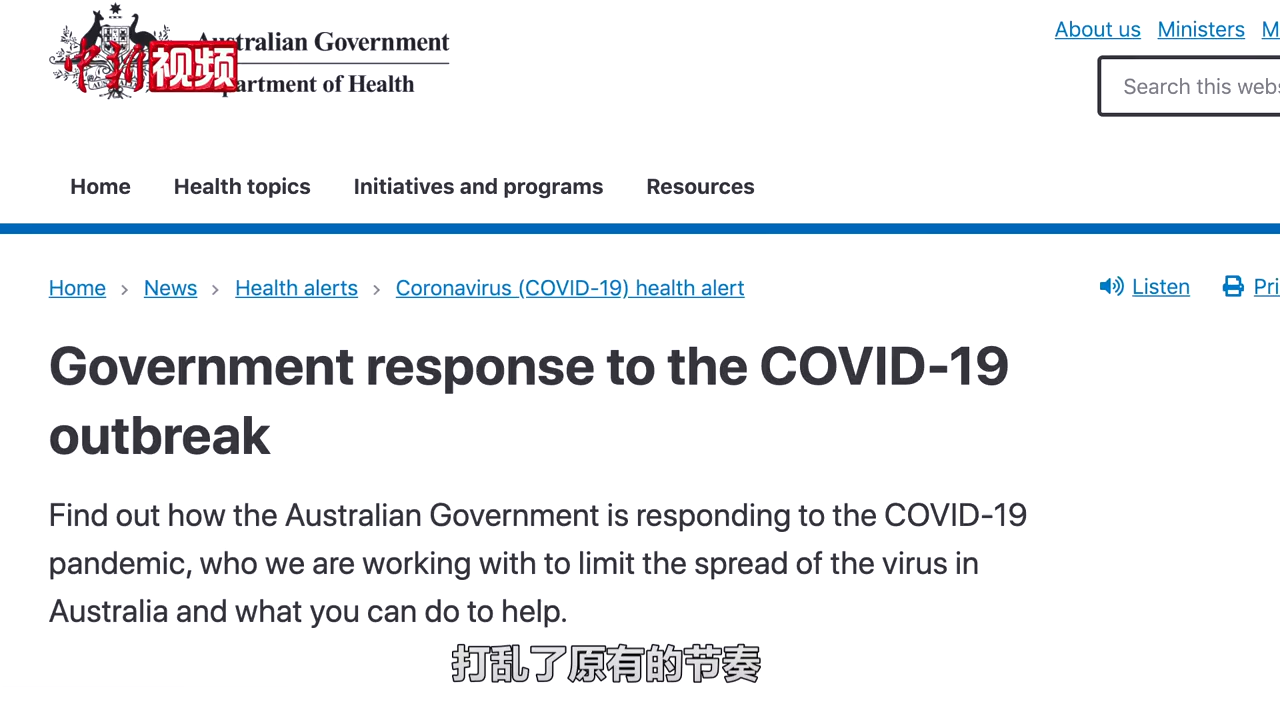 Australian Government
Department of Health
中新视频
About us Ministers M
Search this webs
Home Health topics Initiatives and programs Resources
Home > News > Health alerts > Coronavirus (COVID-19) health alert
Listen Pri
Government response to the COVID-19
outbreak
Find out how the Australian Government is responding to the COVID-19
pandemic, who we are working with to limit the spread of the virus in
Australia and what you can do to help.
打乱了原有的节奏